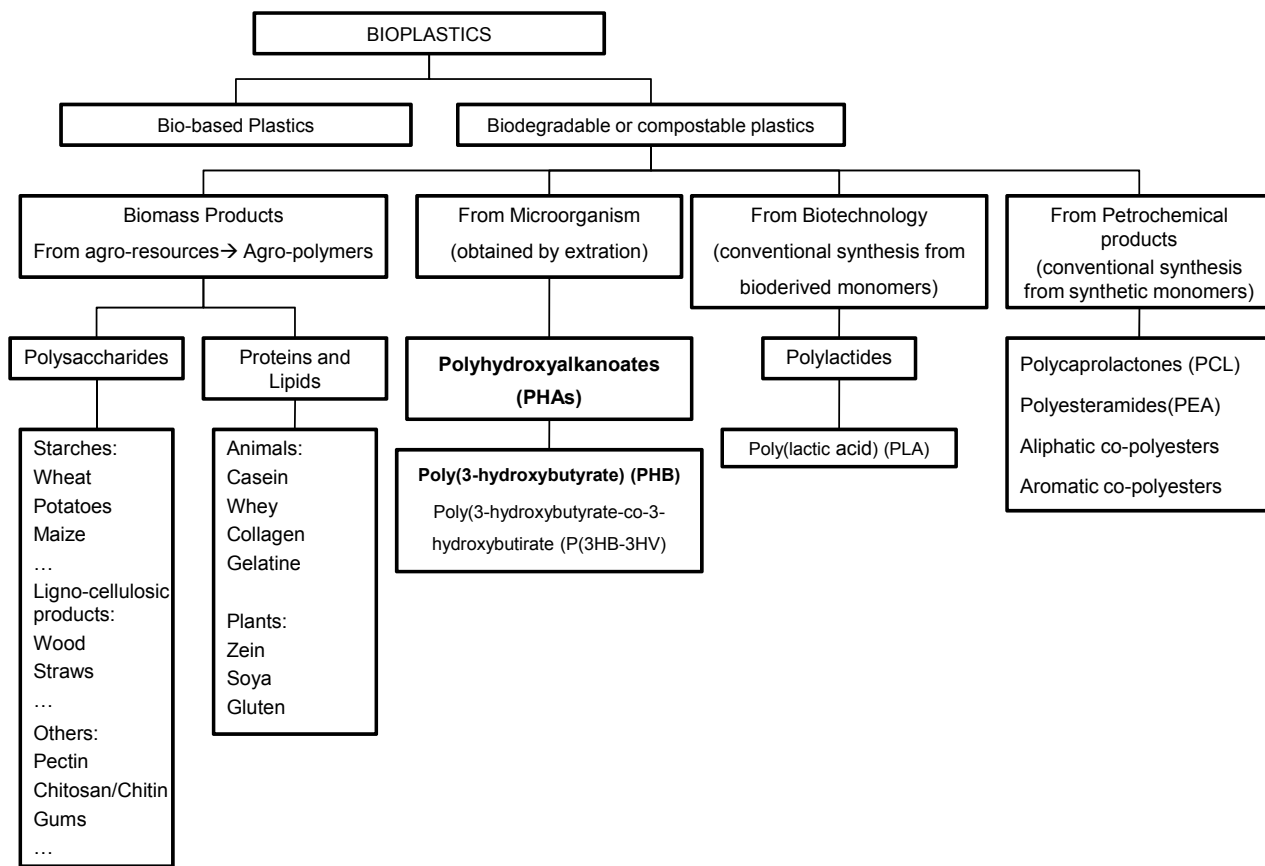 BIOPLASTICS
Bio-based Plastics
Biodegradable or compostable plastics
Biomass Products
From agro-resources→ Agro-polymers
From Microorganism
(obtained by extration)
From Biotechnology
(conventional synthesis from
bioderived monomers)
From Petrochemical
products
(conventional synthesis
from synthetic monomers)
Polysaccharides
Proteins and
Lipids
Polyhydroxyalkanoates
(PHAs)
Polylactides
Polycaprolactones (PCL)
Polyesteramides(PEA)
Aliphatic co-polyesters
Aromatic co-polyesters
Starches:
Wheat
Potatoes
Maize
…
Ligno-cellulosic
products:
Wood
Straws
…
Others:
Pectin
Chitosan/Chitin
Gums
…
Animals:
Casein
Whey
Collagen
Gelatine
Plants:
Zein
Soya
Gluten
Poly(3-hydroxybutyrate) (PHB)
Poly(3-hydroxybutyrate-co-3-
hydroxybutirate (P(3HB-3HV)
Poly(lactic acid) (PLA)